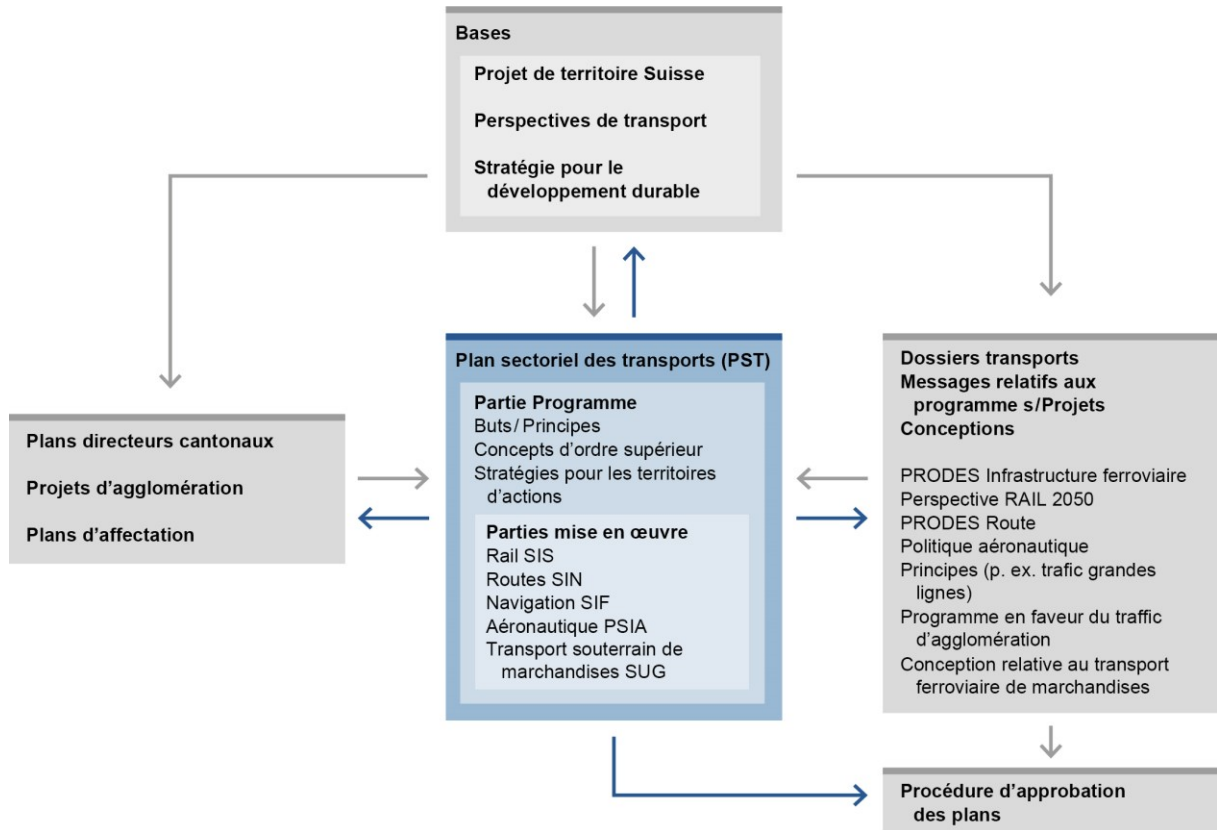 Bases
Projet de territoire Suisse
Perspectives de transport
Stratégie pour le
développement durable
Plans directeurs cantonaux
Projets d'agglomération
Plans d'affectation
Plan sectoriel des transports (PST)
Partie Programme
Buts / Principes
Concepts d'ordre supérieur
Stratégies pour les territoires
d'actions
Parties mise en œuvre
Rail SIS
Routes SIN
Navigation SIF
Aéronautique PSIA
Transport souterrain de
marchandises SUG
Dossiers transports
Messages relatifs aux
programme s/Projets
Conceptions
PRODES Infrastructure ferroviaire
Perspective RAIL 2050
PRODES Route
Politique aéronautique
Principes (p. ex. trafic grandes
lignes)
Programme en faveur du traffic
d'agglomération
Conception relative au transport
ferroviaire de marchandises
Procédure d'approbation
des plans